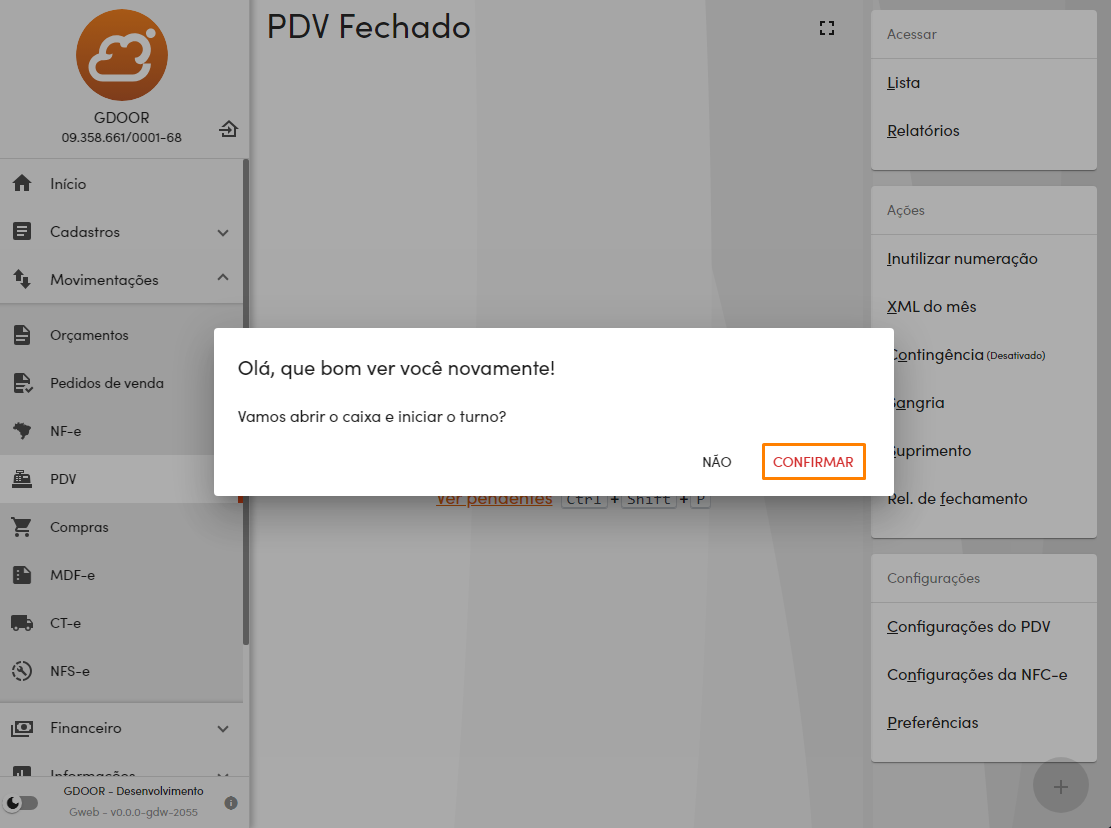 GDOOR
09.358.661/0001-68
Início
Cadastros
Movimentações
Orçamentos
Pedidos de venda
NF-e
PDV
Compras
MDF-e
CT-e
NFS-e
Financeiro
Informações
GDOOR - Desenvolvimento
Gweb - v0.0.0-gdw-2055
PDV Fechado
Olá, que bom ver você novamente!
Vamos abrir o caixa e iniciar o turno?
NÃO CONFIRMAR
Ver pendentes Ctrl + Shift + P
Acessar
Lista
Relatórios
Ações
Inutilizar numeração
XML do mês
Contingência (Desativado)
Sangria
Suprimento
Rel. de fechamento
Configurações
Configurações do PDV
Configurações da NFC-e
Preferências